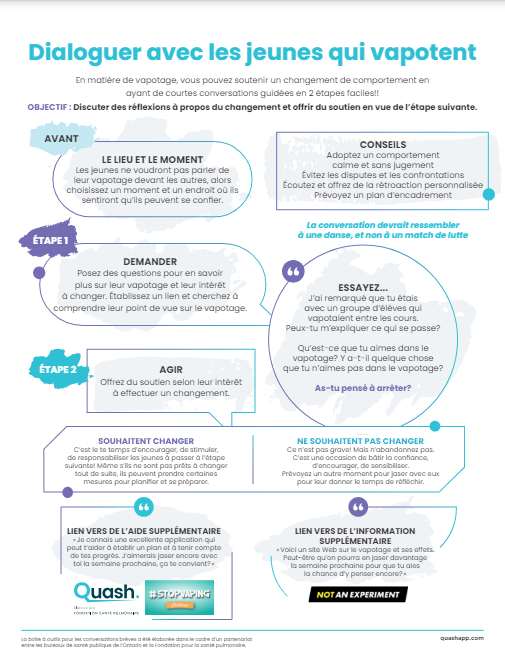 Dialoguer avec les jeunes qui vapotent
En matière de vapotage, vous pouvez soutenir un changement de comportement en
ayant de courtes conversations guidées en 2 étapes faciles!!
OBJECTIF : Discuter des réflexions à propos du changement et offrir du soutien en vue de l'étape suivante.
AVANT
LE LIEU ET LE MOMENT
Les jeunes ne voudront pas parler de
leur vapotage devant les autres, alors
choisissez un moment et un endroit où ils
sentiront qu'ils peuvent se confier.
CONSEILS
Adoptez un comportement
calme et sans jugement
Évitez les disputes et les confrontations
Écoutez et offrez de la rétroaction personnalisée
Prévoyez un plan d'encadrement
La conversation devrait ressembler
à une danse, et non à un match de lutte
ÉTAPE 1
DEMANDER
Posez des questions pour en savoir
plus sur leur vapotage et leur intérêt
à changer. Établissez un lien et cherchez à
comprendre leur point de vue sur le vapotage.
ESSAYEZ...
J'ai remarqué que tu étais
avec un groupe d'élèves qui
vapotaient entre les cours.
Peux-tu m'expliquer ce qui se passe?
Qu'est-ce que tu aimes dans le
vapotage? Y a-t-il quelque chose
que tu n'aimes pas dans le vapotage?
As-tu pensé à arrêter?
ÉTAPE 2
AGIR
Offrez du soutien selon leur intérêt
à effectuer un changement.
SOUHAITENT CHANGER
C'est le te temps d'encourager, de stimuler,
de responsabiliser les jeunes à passer à l'étape
suivante! Même s'ils ne sont pas prêts à changer
tout de suite, ils peuvent prendre certaines
mesures pour planifier et se préparer.
NE SOUHAITENT PAS CHANGER
Ce n'est pas grave! Mais n'abandonnez pas.
C'est une occasion de bâtir la confiance,
d'encourager, de sensibiliser.
Prévoyez un autre moment pour jaser avec eux
pour leur donner le temps de réfléchir.
LIEN VERS DE L'AIDE SUPPLÉMENTAIRE
« Je connais une excellente application qui
peut t'aider à établir un plan et à tenir compte
de tes progrès. J'aimerais jaser encore avec
toi la semaine prochaine, ça te convient? »
Quash.
FONDATION SANTÉ PULMONAIRE
#STOPVAPING
LIEN VERS DE L'INFORMATION
SUPPLÉMENTAIRE
« Voici un site Web sur le vapotage et ses effets.
Peut-être qu'on pourra en jaser davantage
la semaine prochaine pour que tu aies
la chance d'y penser encore? »
NOT AN EXPERIMENT
La boîte à outils pour les conversations brèves a été élaborée dans le cadre d'un partenariat
entre les bureaux de santé publique de l'Ontario et la Fondation pour la santé pulmonaire.
quashapp.com